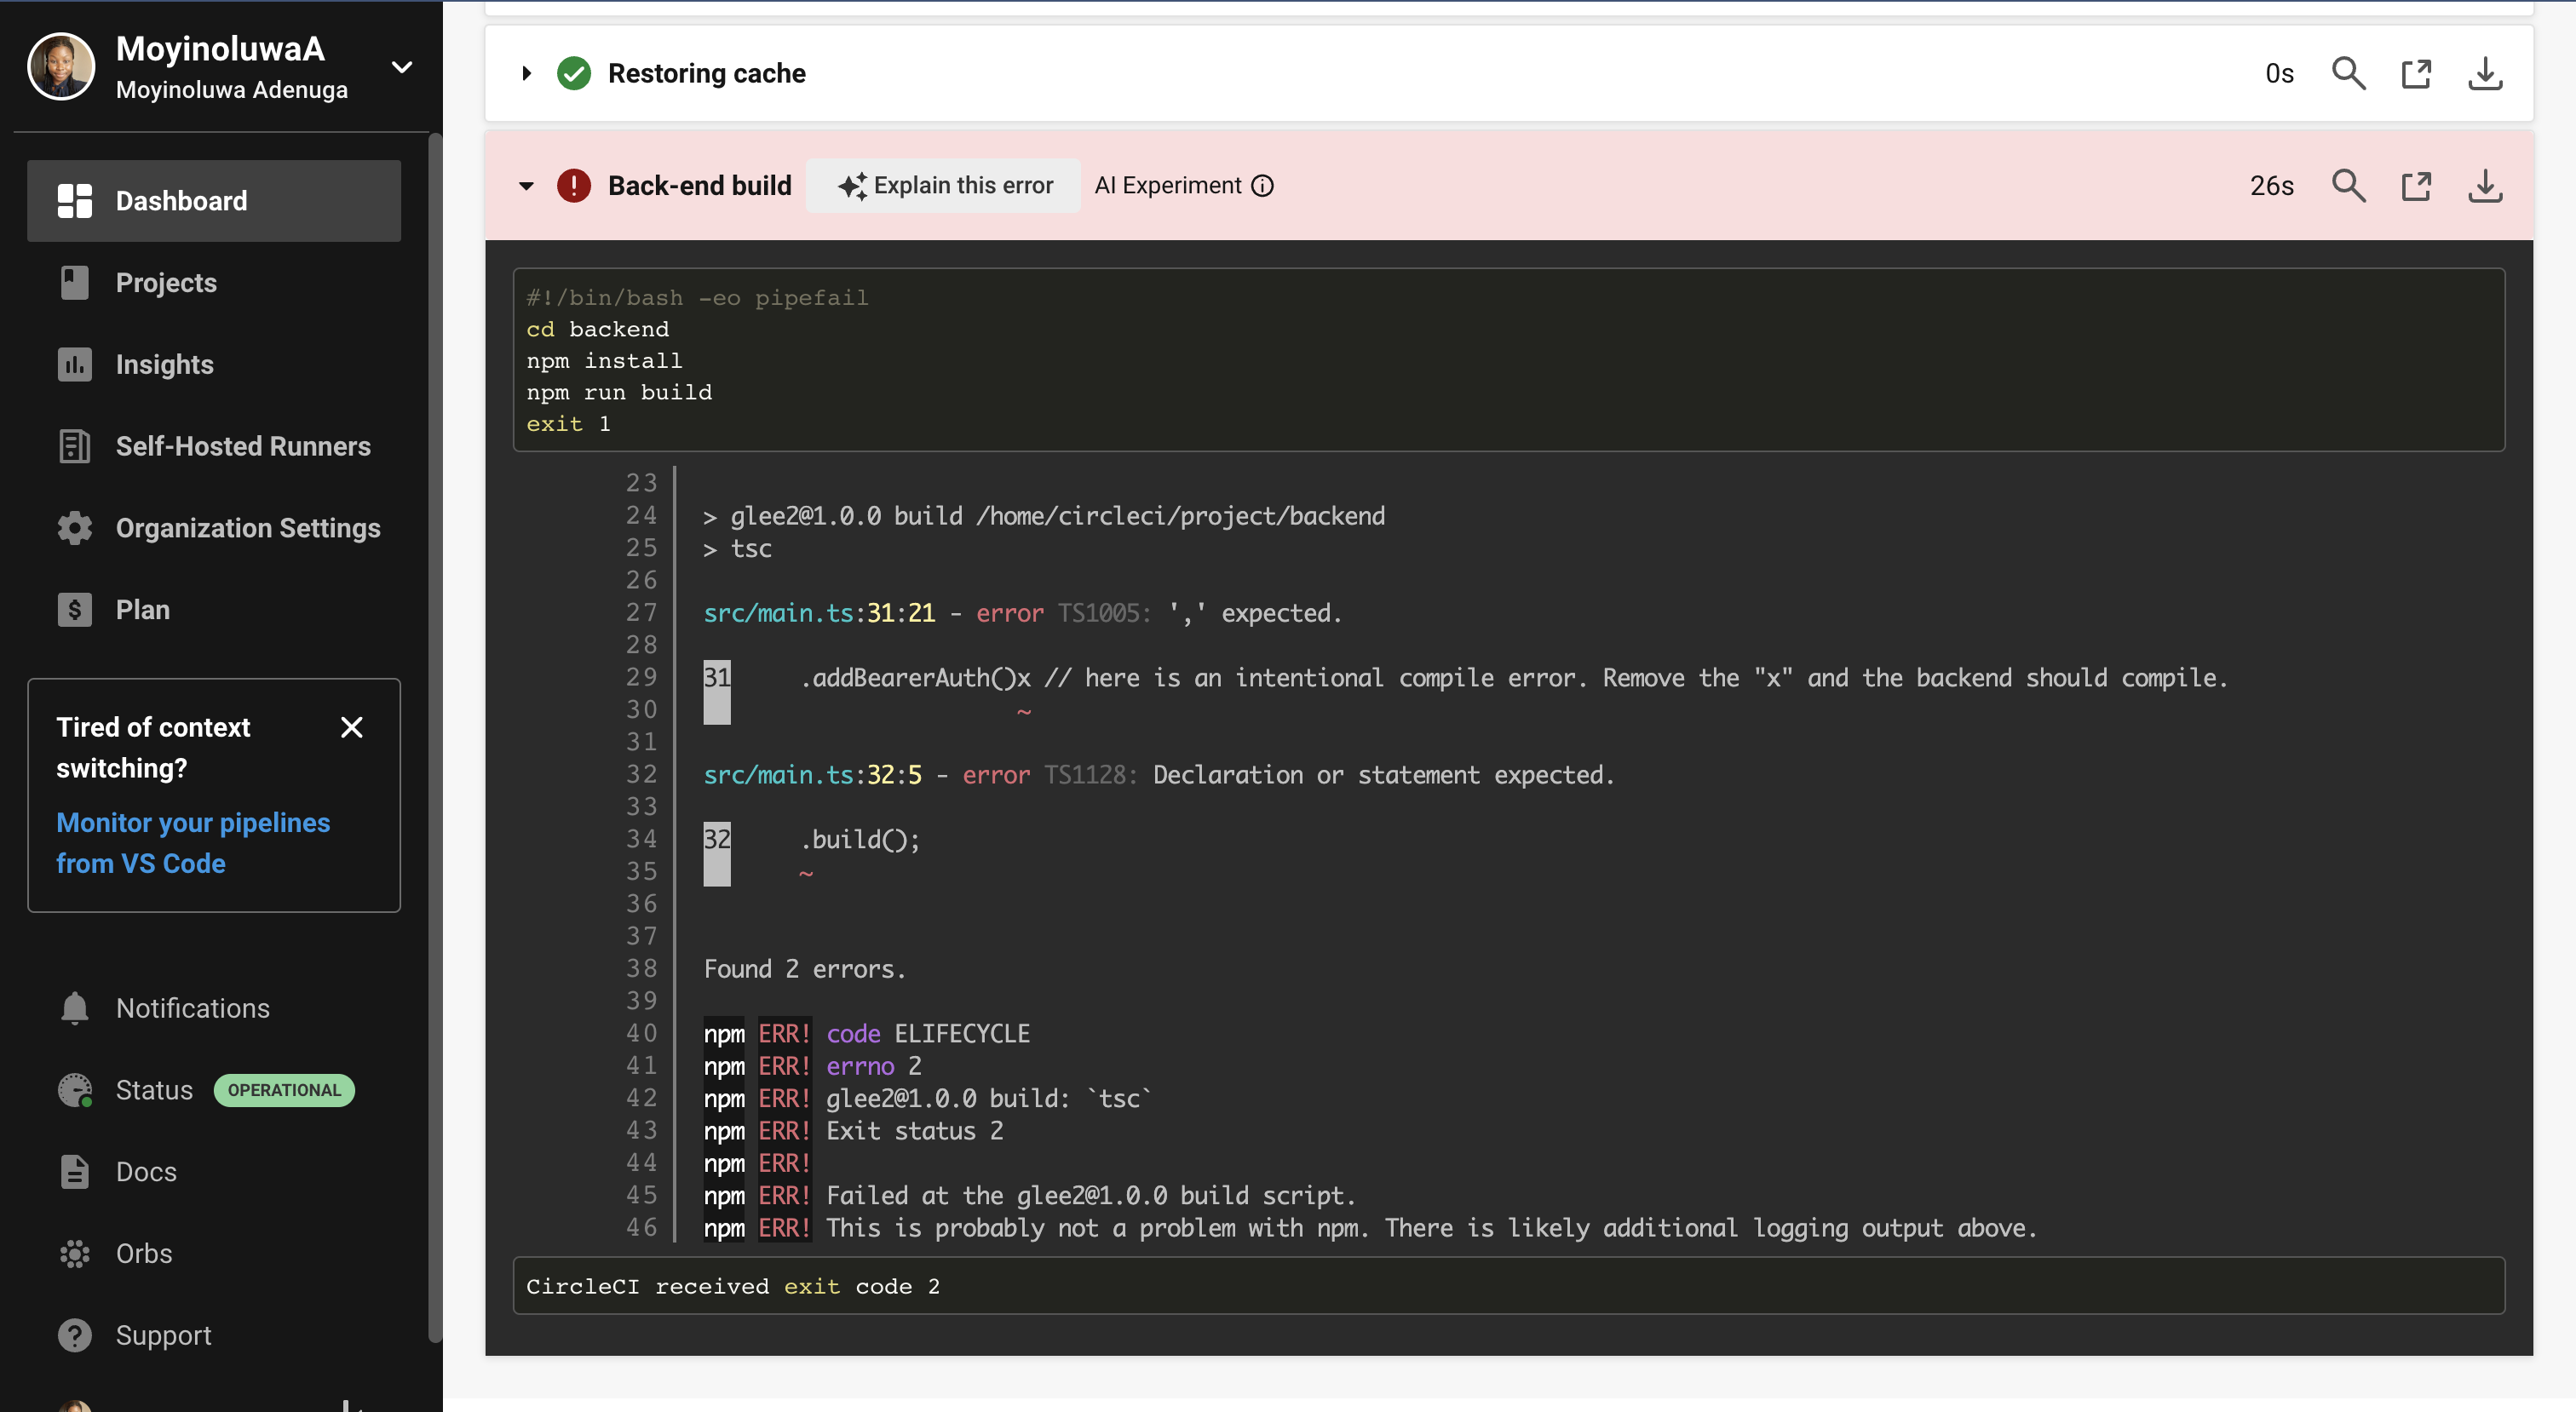 MoyinoluwaA
Moyinoluwa Adenuga
Dashboard
Projects
Insights
Self-Hosted Runners
Organization Settings
Plan
Tired of context
switching?
Monitor your pipelines
from VS Code
Notifications
Status OPERATIONAL
Docs
Orbs
Support
Restoring cache 0s
Back-end build Explain this error AI Experiment 26s
#!/bin/bash -eo pipefail
cd backend
npm install
npm run build
exit 1
23
24 > glee2@1.0.0 build /home/circleci/project/backend
25 > tsc
26
27 src/main.ts:31:21 - error TS1005: ',' expected.
28
29 31 .addBearerAuth()x // here is an intentional compile error. Remove the "x" and the backend should compile.
30 ~
31
32 src/main.ts:32:5 - error TS1128: Declaration or statement expected.
33
34 32 .build();
35 ~
36
37
38 Found 2 errors.
39
40 npm ERR! code ELIFECYCLE
41 npm ERR! errno 2
42 npm ERR! glee2@1.0.0 build: `tsc`
43 npm ERR! Exit status 2
44 npm ERR!
45 npm ERR! Failed at the glee2@1.0.0 build script.
46 npm ERR! This is probably not a problem with npm. There is likely additional logging output above.
CircleCI received exit code 2